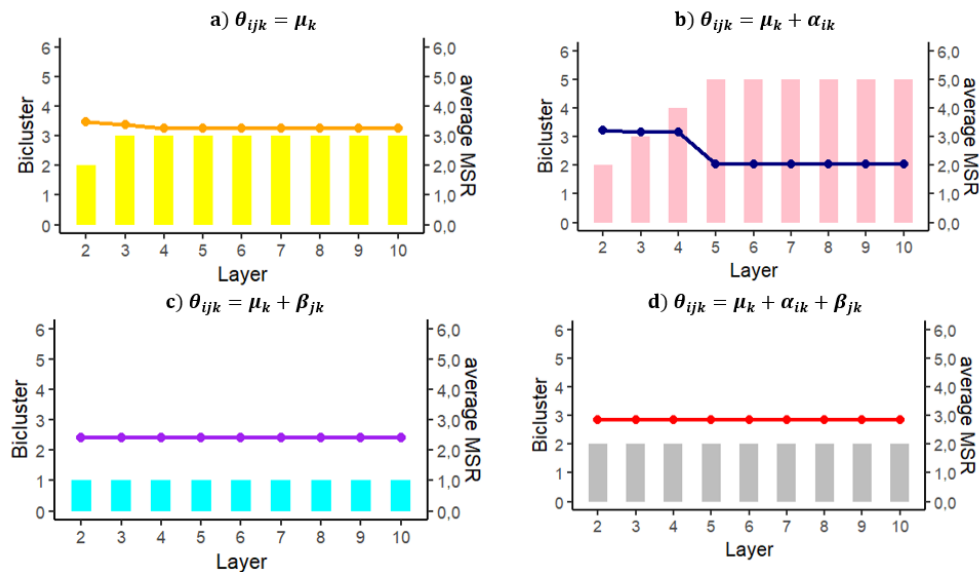 a) θijk = μk
b) θijk = μk + αik
6
5
4
3
2
1
0
Bicluster
6,0
5,0
4,0
3,0
2,0
1,0
0,0
average MSR
2 3 4 5 6 7 8 9 10
Layer
6
5
4
3
2
1
0
Bicluster
6,0
5,0
4,0
3,0
2,0
1,0
0,0
average MSR
2 3 4 5 6 7 8 9 10
Layer
c) θijk = μk + βjk
d) θijk = μk + αik + βjk
6
5
4
3
2
1
0
Bicluster
6,0
5,0
4,0
3,0
2,0
1,0
0,0
average MSR
2 3 4 5 6 7 8 9 10
Layer
6
5
4
3
2
1
0
Bicluster
6,0
5,0
4,0
3,0
2,0
1,0
0,0
average MSR
2 3 4 5 6 7 8 9 10
Layer